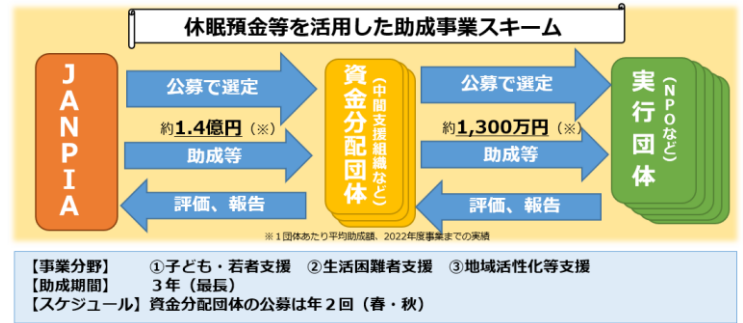 休眠預金等を活用した助成事業スキーム
JANPIA
公募で選定
約1.4億円（※）
助成等
評価、報告
資金分配団体
（中間支援組織など）
公募で選定
約1,300万円（※）
助成等
評価、報告
実行団体
（NPOなど）
※１団体あたり平均助成額、2022年度事業までの実績
【事業分野】　①子ども・若者支援　②生活困難者支援　③地域活性化等支援
【助成期間】　３年（最長）
【スケジュール】資金分配団体の公募は年２回（春・秋）